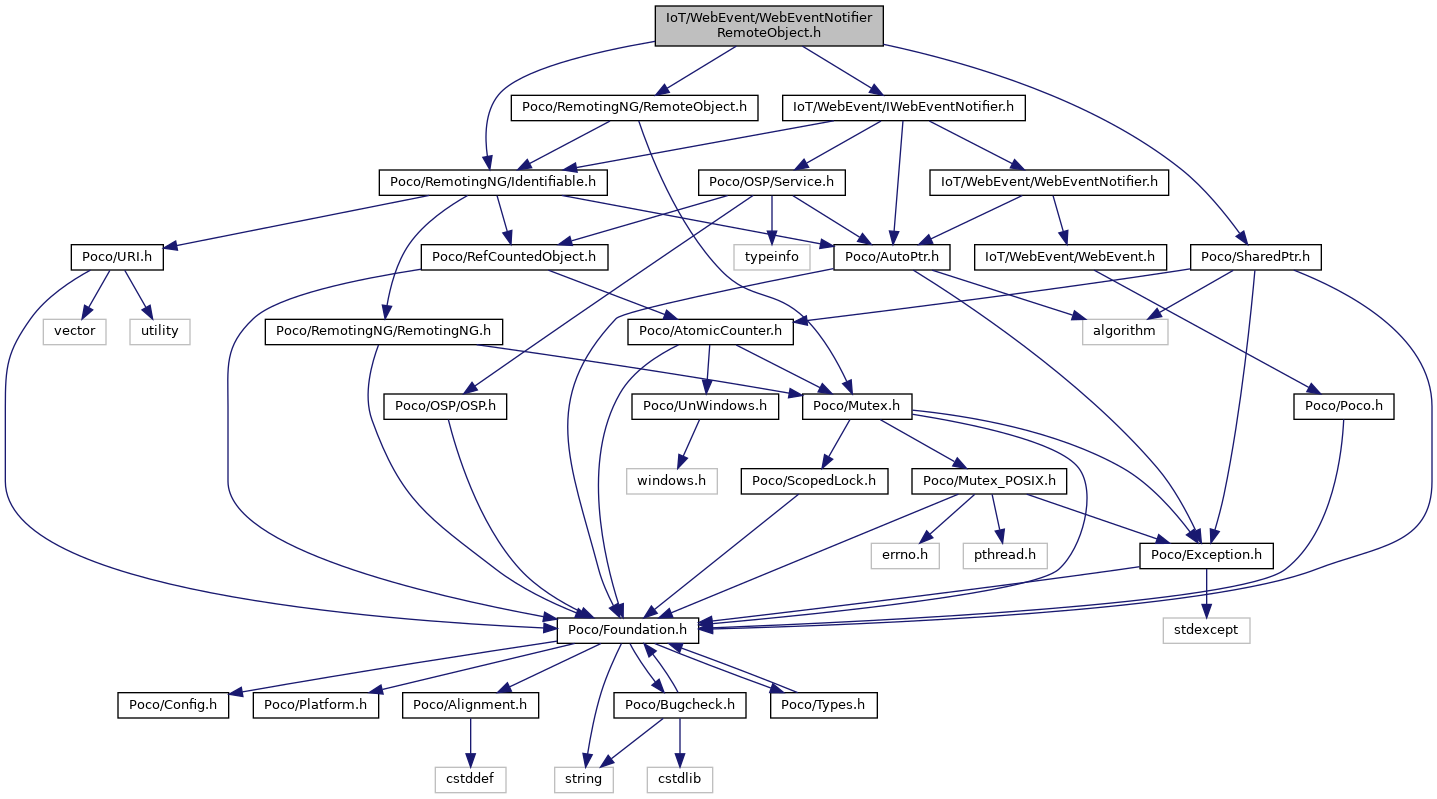 IoT/WebEvent/WebEventNotifier
RemoteObject.h
Poco/RemotingNG/RemoteObject.h
IoT/WebEvent/IWebEventNotifier.h
Poco/RemotingNG/Identifiable.h
Poco/OSP/Service.h
IoT/WebEvent/WebEventNotifier.h
Poco/URI.h
Poco/RefCountedObject.h
typeinfo
Poco/AutoPtr.h
IoT/WebEvent/WebEvent.h
Poco/SharedPtr.h
vector
utility
Poco/RemotingNG/RemotingNG.h
Poco/AtomicCounter.h
algorithm
Poco/OSP/OSP.h
Poco/UnWindows.h
Poco/Mutex.h
Poco/Poco.h
windows.h
Poco/ScopedLock.h
Poco/Mutex_POSIX.h
errno.h
pthread.h
Poco/Exception.h
Poco/Foundation.h
stdexcept
Poco/Config.h
Poco/Platform.h
Poco/Alignment.h
Poco/Bugcheck.h
Poco/Types.h
cstddef
string
cstdlib